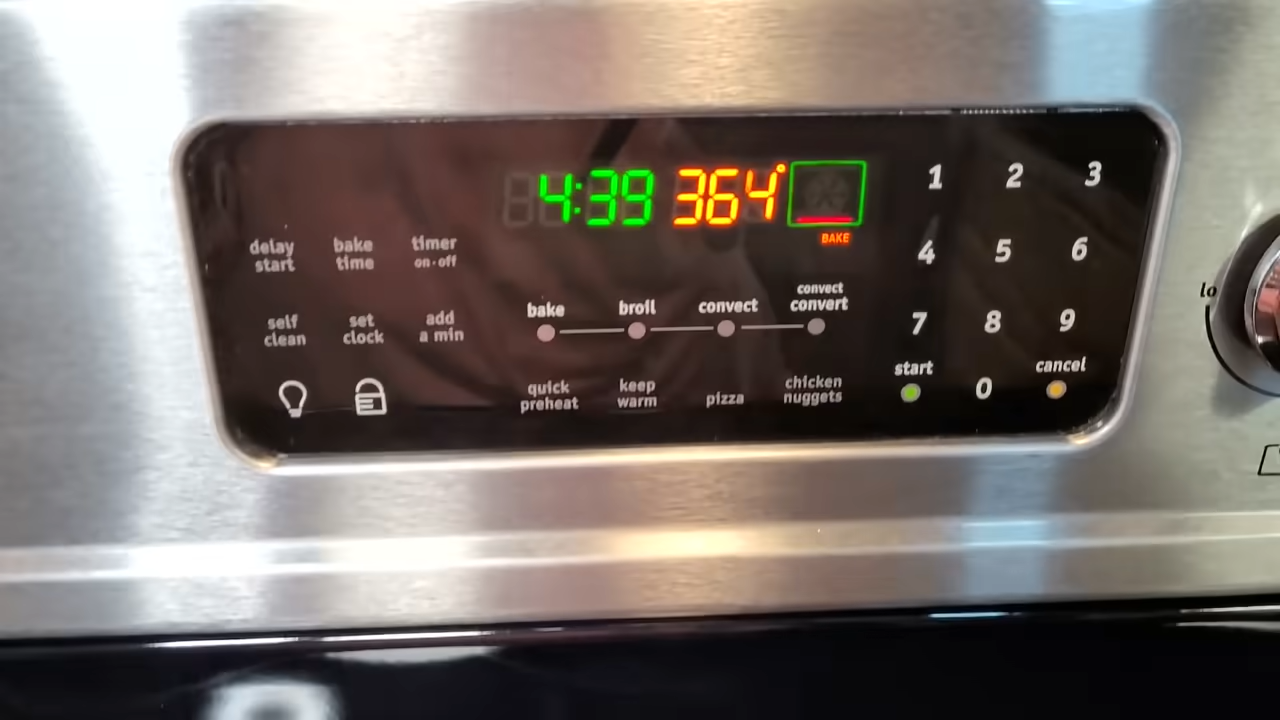 4:39 364°
BAKE
delay start
bake time
timer on·off
self clean
set clock
add a min
bake
broil
convect
convect convert
quick preheat
keep warm
pizza
chicken nuggets
1 2 3
4 5 6
7 8 9
start
0
cancel
lo